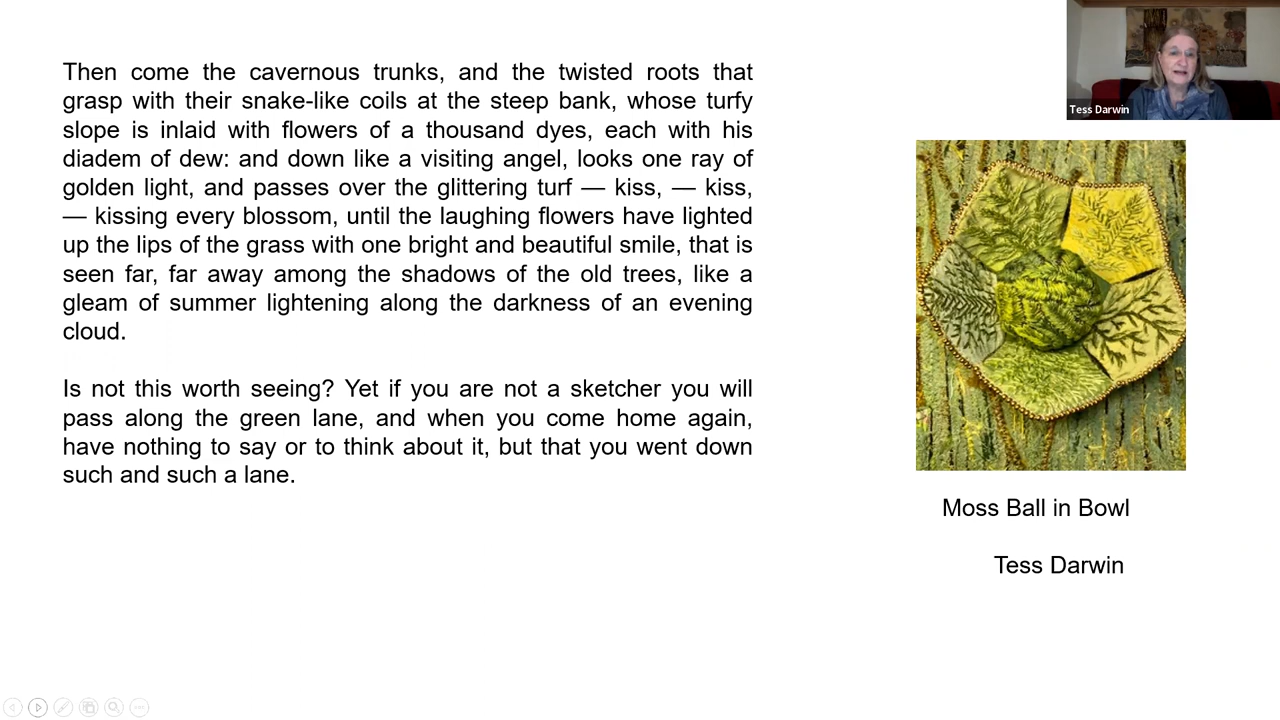 Then come the cavernous trunks, and the twisted roots that
grasp with their snake-like coils at the steep bank, whose turfy
slope is inlaid with flowers of a thousand dyes, each with his
diadem of dew: and down like a visiting angel, looks one ray of
golden light, and passes over the glittering turf — kiss, — kiss,
— kissing every blossom, until the laughing flowers have lighted
up the lips of the grass with one bright and beautiful smile, that is
seen far, far away among the shadows of the old trees, like a
gleam of summer lightening along the darkness of an evening
cloud.
Is not this worth seeing? Yet if you are not a sketcher you will
pass along the green lane, and when you come home again,
have nothing to say or to think about it, but that you went down
such and such a lane.
Tess Darwin
Moss Ball in Bowl
Tess Darwin